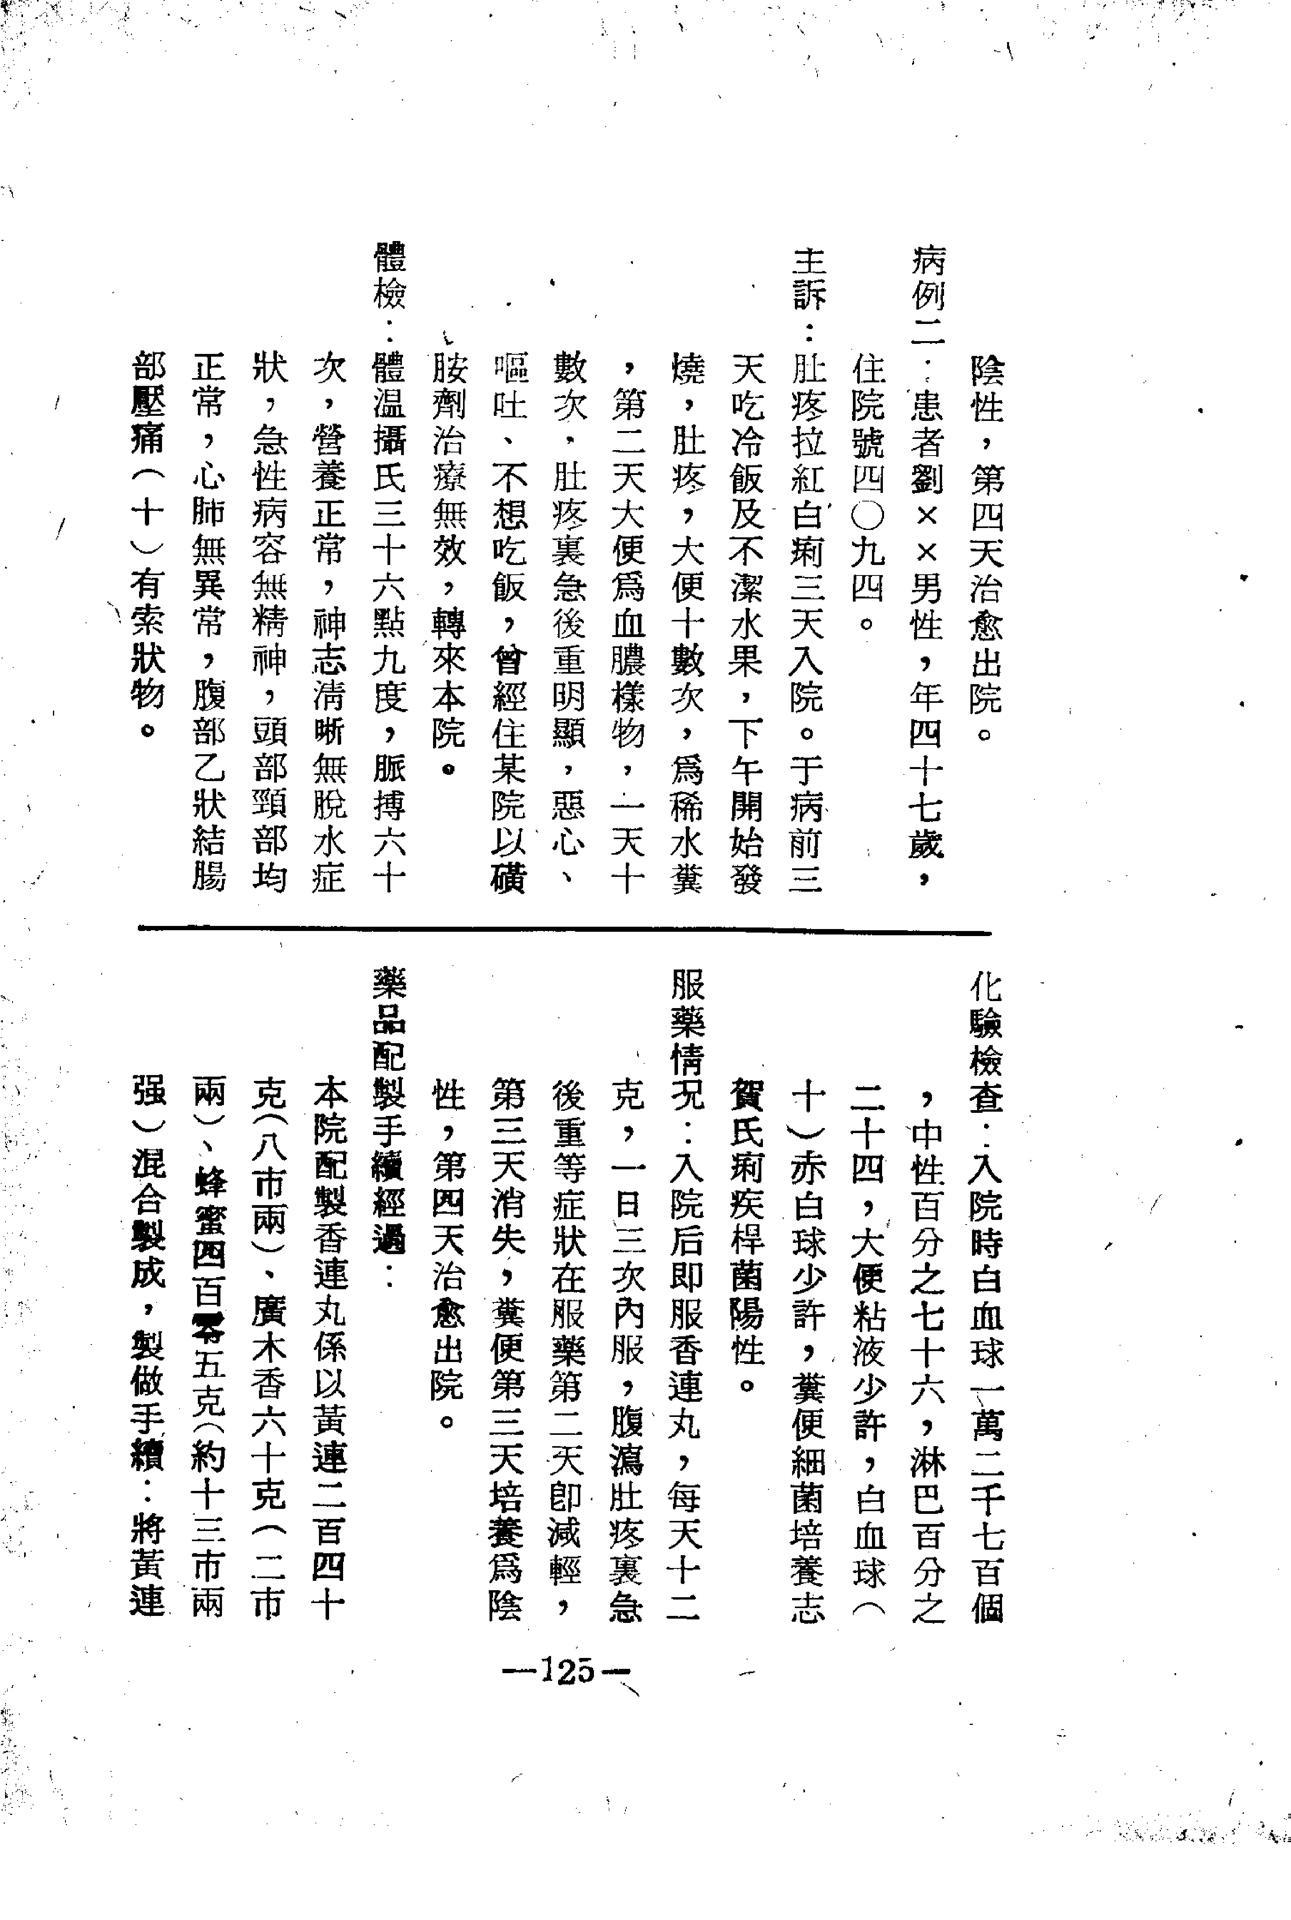 陰性，第四天治愈出院。
病例二：患者劉××男性，年四十七歲，
住院號四〇九四。
主訴：肚疼拉紅白痢三天入院。于病前三
天吃冷飯及不潔水果，下午開始發
燒，肚疼，大便十數次，爲稀水糞
，第二天大便爲血膿樣物，一天十
數次，肚疼裏急後重明顯，惡心、
嘔吐、不想吃飯，曾經住某院以磺
胺劑治療無效，轉來本院。
體檢：體溫攝氏三十六點九度，脈搏六十
次，營養正常，神志清晰無脫水症
狀，急性病容無精神，頭部頸部均
正常，心肺無異常，腹部乙狀結腸
部壓痛（十）有索狀物。
化驗檢查：入院時白血球一萬二千七百個
，中性百分之七十六，淋巴百分之
二十四，大便粘液少許，白血球（
十）赤白球少許，糞便細菌培養志
賀氏痢疾桿菌陽性。
服藥情况：入院后即服香連丸，每天十二
克，一日三次內服，腹瀉肚疼裏急
後重等症狀在服藥第二天卽減輕，
第三天消失，糞便第三天培養爲陰
性，第四天治愈出院。
藥品配製手續經過：
本院配製香連丸係以黃連二百四十
克（八市兩）、廣木香六十克（二市
兩）、蜂蜜四百零五克（約十三市兩
强）混合製成，製做手續：將黃連
—125—